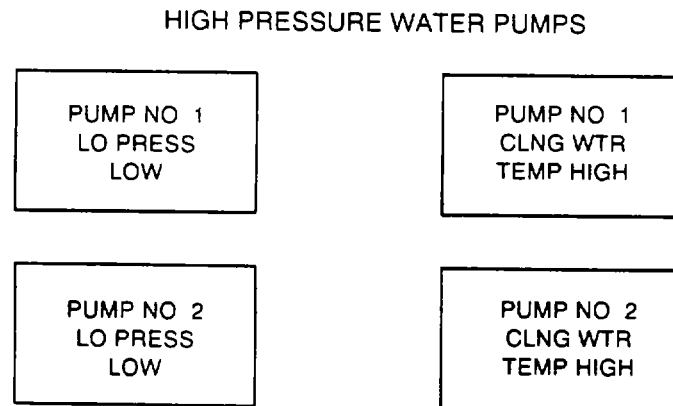 HIGH PRESSURE WATER PUMPS
PUMP NO 1
LO PRESS
LOW
PUMP NO 1
CLNG WTR
TEMP HIGH
PUMP NO 2
LO PRESS
LOW
PUMP NO 2
CLNG WTR
TEMP HIGH